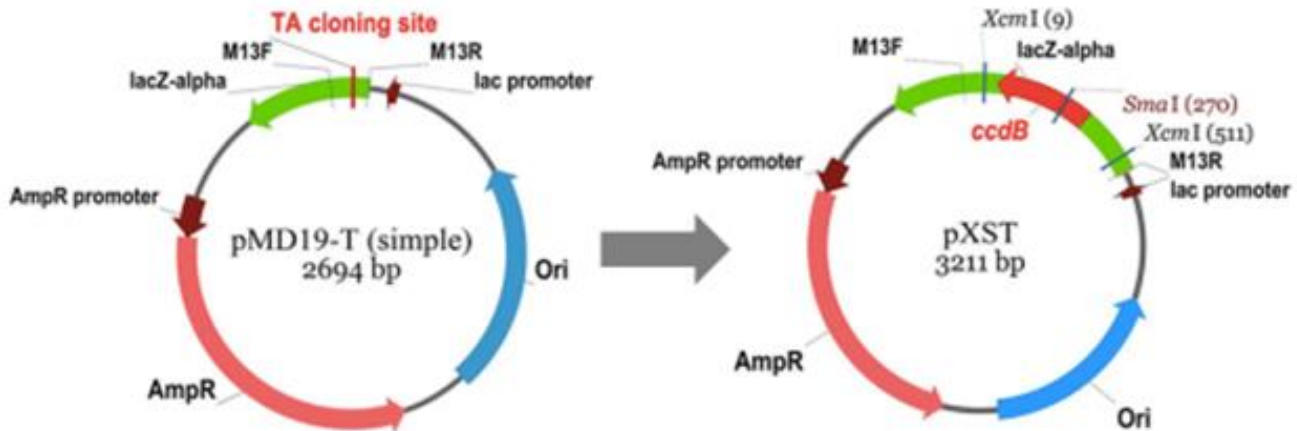 TA cloning site
M13F
M13R
lacZ-alpha
lac promoter
AmpR promoter
pMD19-T (simple)
2694 bp
Ori
AmpR
XcmI (9)
M13F
lacZ-alpha
SmaI (270)
ccdB
XcmI (511)
M13R
lac promoter
AmpR promoter
pXST
3211 bp
AmpR
Ori